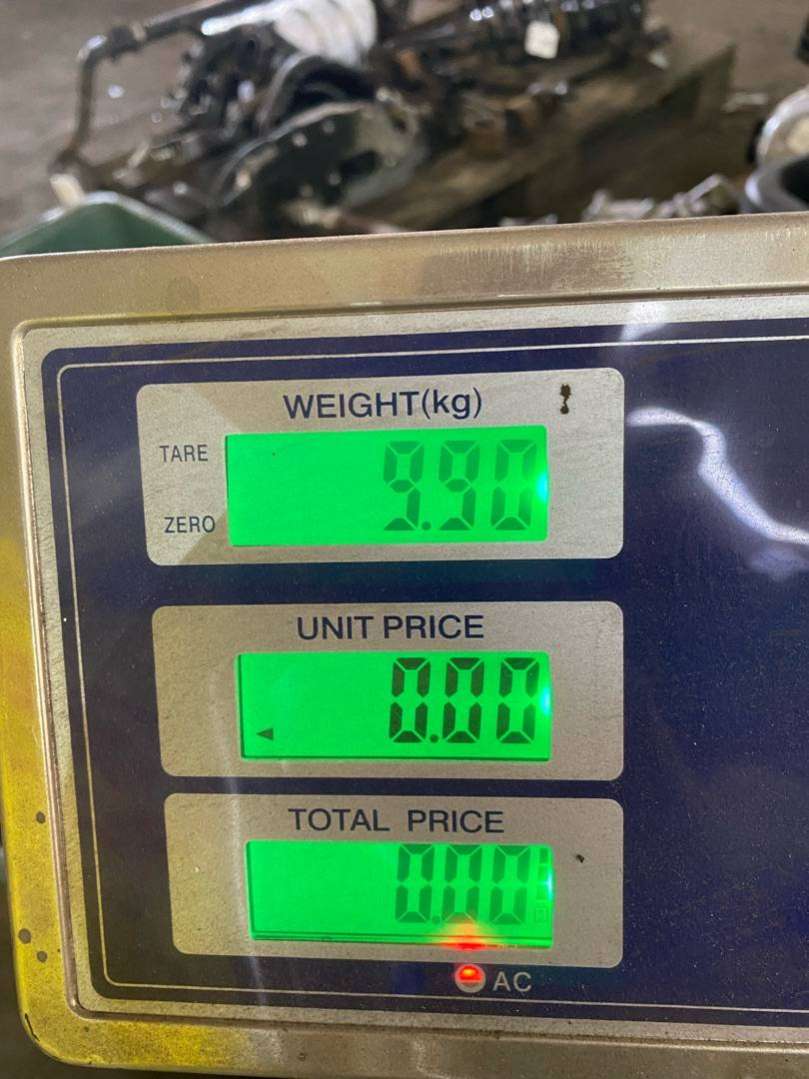 WEIGHT(kg)
TARE
9.90
ZERO
UNIT PRICE
0.00
TOTAL PRICE
0.00
AC